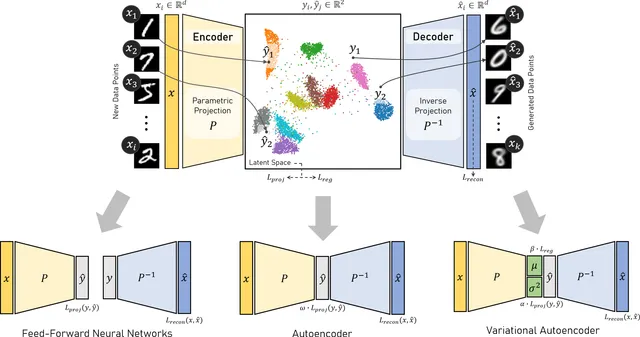 x_i ∈ ℝ^d
y_i, ŷ_j ∈ ℝ^2
x̂_i ∈ ℝ^d
New Data Points
x_1
x_2
x_3
x_i
x
Encoder
Parametric
Projection
P
ŷ_1
y_1
y_2
ŷ_2
Latent Space
L_proj
L_reg
Decoder
Inverse
Projection
P^{-1}
x̂
L_recon
x̂_1
x̂_2
x̂_3
x_k
Generated Data Points
x
P
ŷ
y
P^{-1}
x̂
L_proj(y, ŷ)
L_recon(x, x̂)
Feed-Forward Neural Networks
x
P
ŷ
P^{-1}
x̂
ω · L_proj(y, ŷ)
L_recon(x, x̂)
Autoencoder
β · L_reg
x
P
μ
σ^2
ŷ
P^{-1}
x̂
α · L_proj(y, ŷ)
L_recon(x, x̂)
Variational Autoencoder